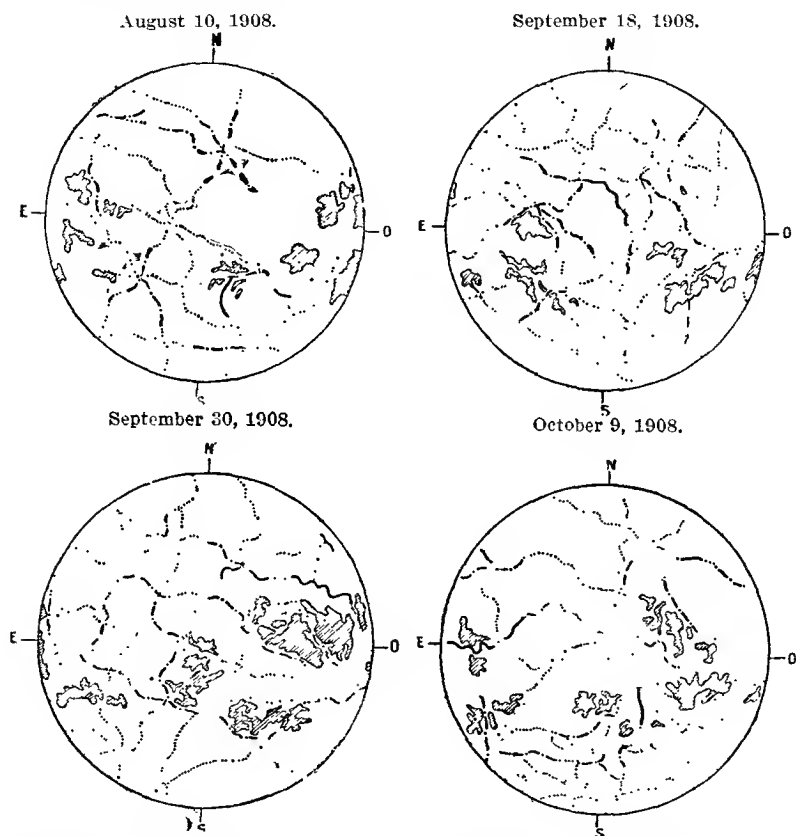 August 10, 1908.
September 18, 1908.
N
N
E
O
E
O
S
S
September 30, 1908.
October 9, 1908.
N
N
E
O
E
O
S
S